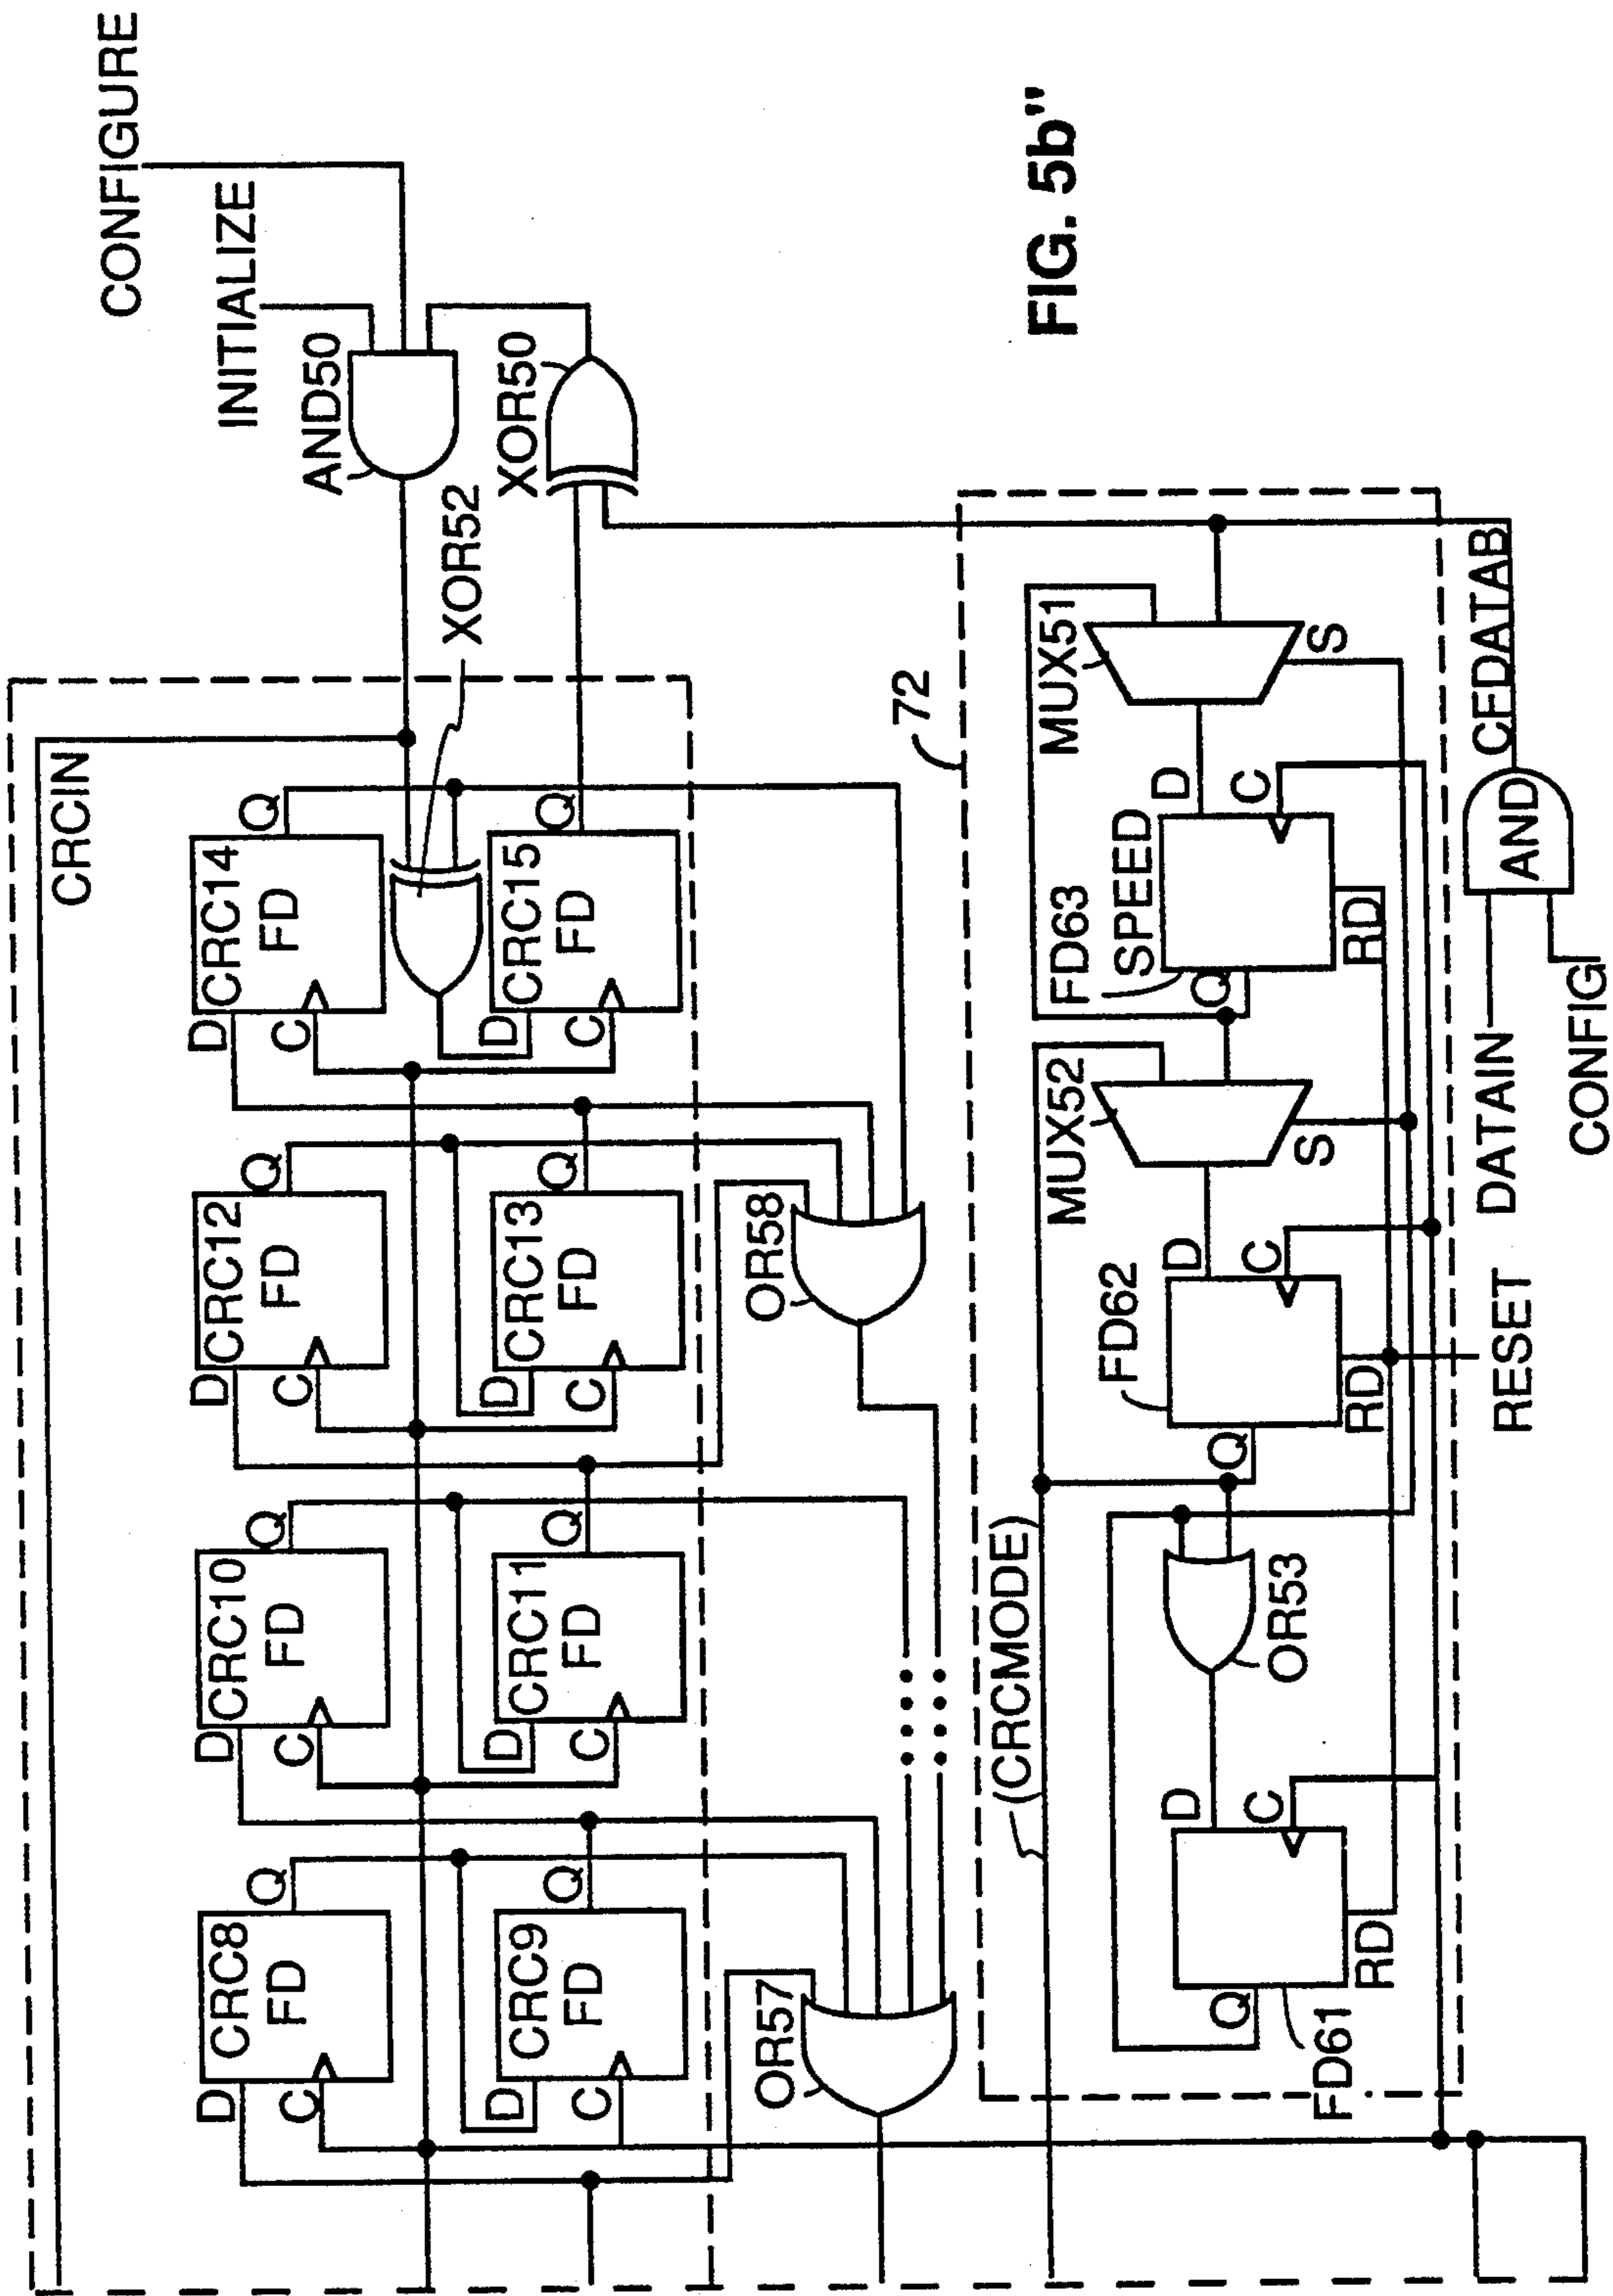 CONFIGURE
INITIALIZE
AND50
XOR50
XOR52
FIG. 5b"
CRCIN
CRC14
FD
D
C
Q
CRC15
FD
D
C
Q
CRC12
FD
D
C
Q
CRC13
FD
D
C
Q
CRC10
FD
D
C
Q
CRC11
FD
D
C
Q
CRC8
FD
D
C
Q
CRC9
FD
D
C
Q
OR58
OR57
72
MUX51
S
FD63
SPEED
D
C
Q
RD
MUX52
S
FD62
D
C
Q
RD
(CRCMODE)
OR53
D
C
Q
RD
FD61
CFDATAB
AND
DATAIN
CONFIG
RESET